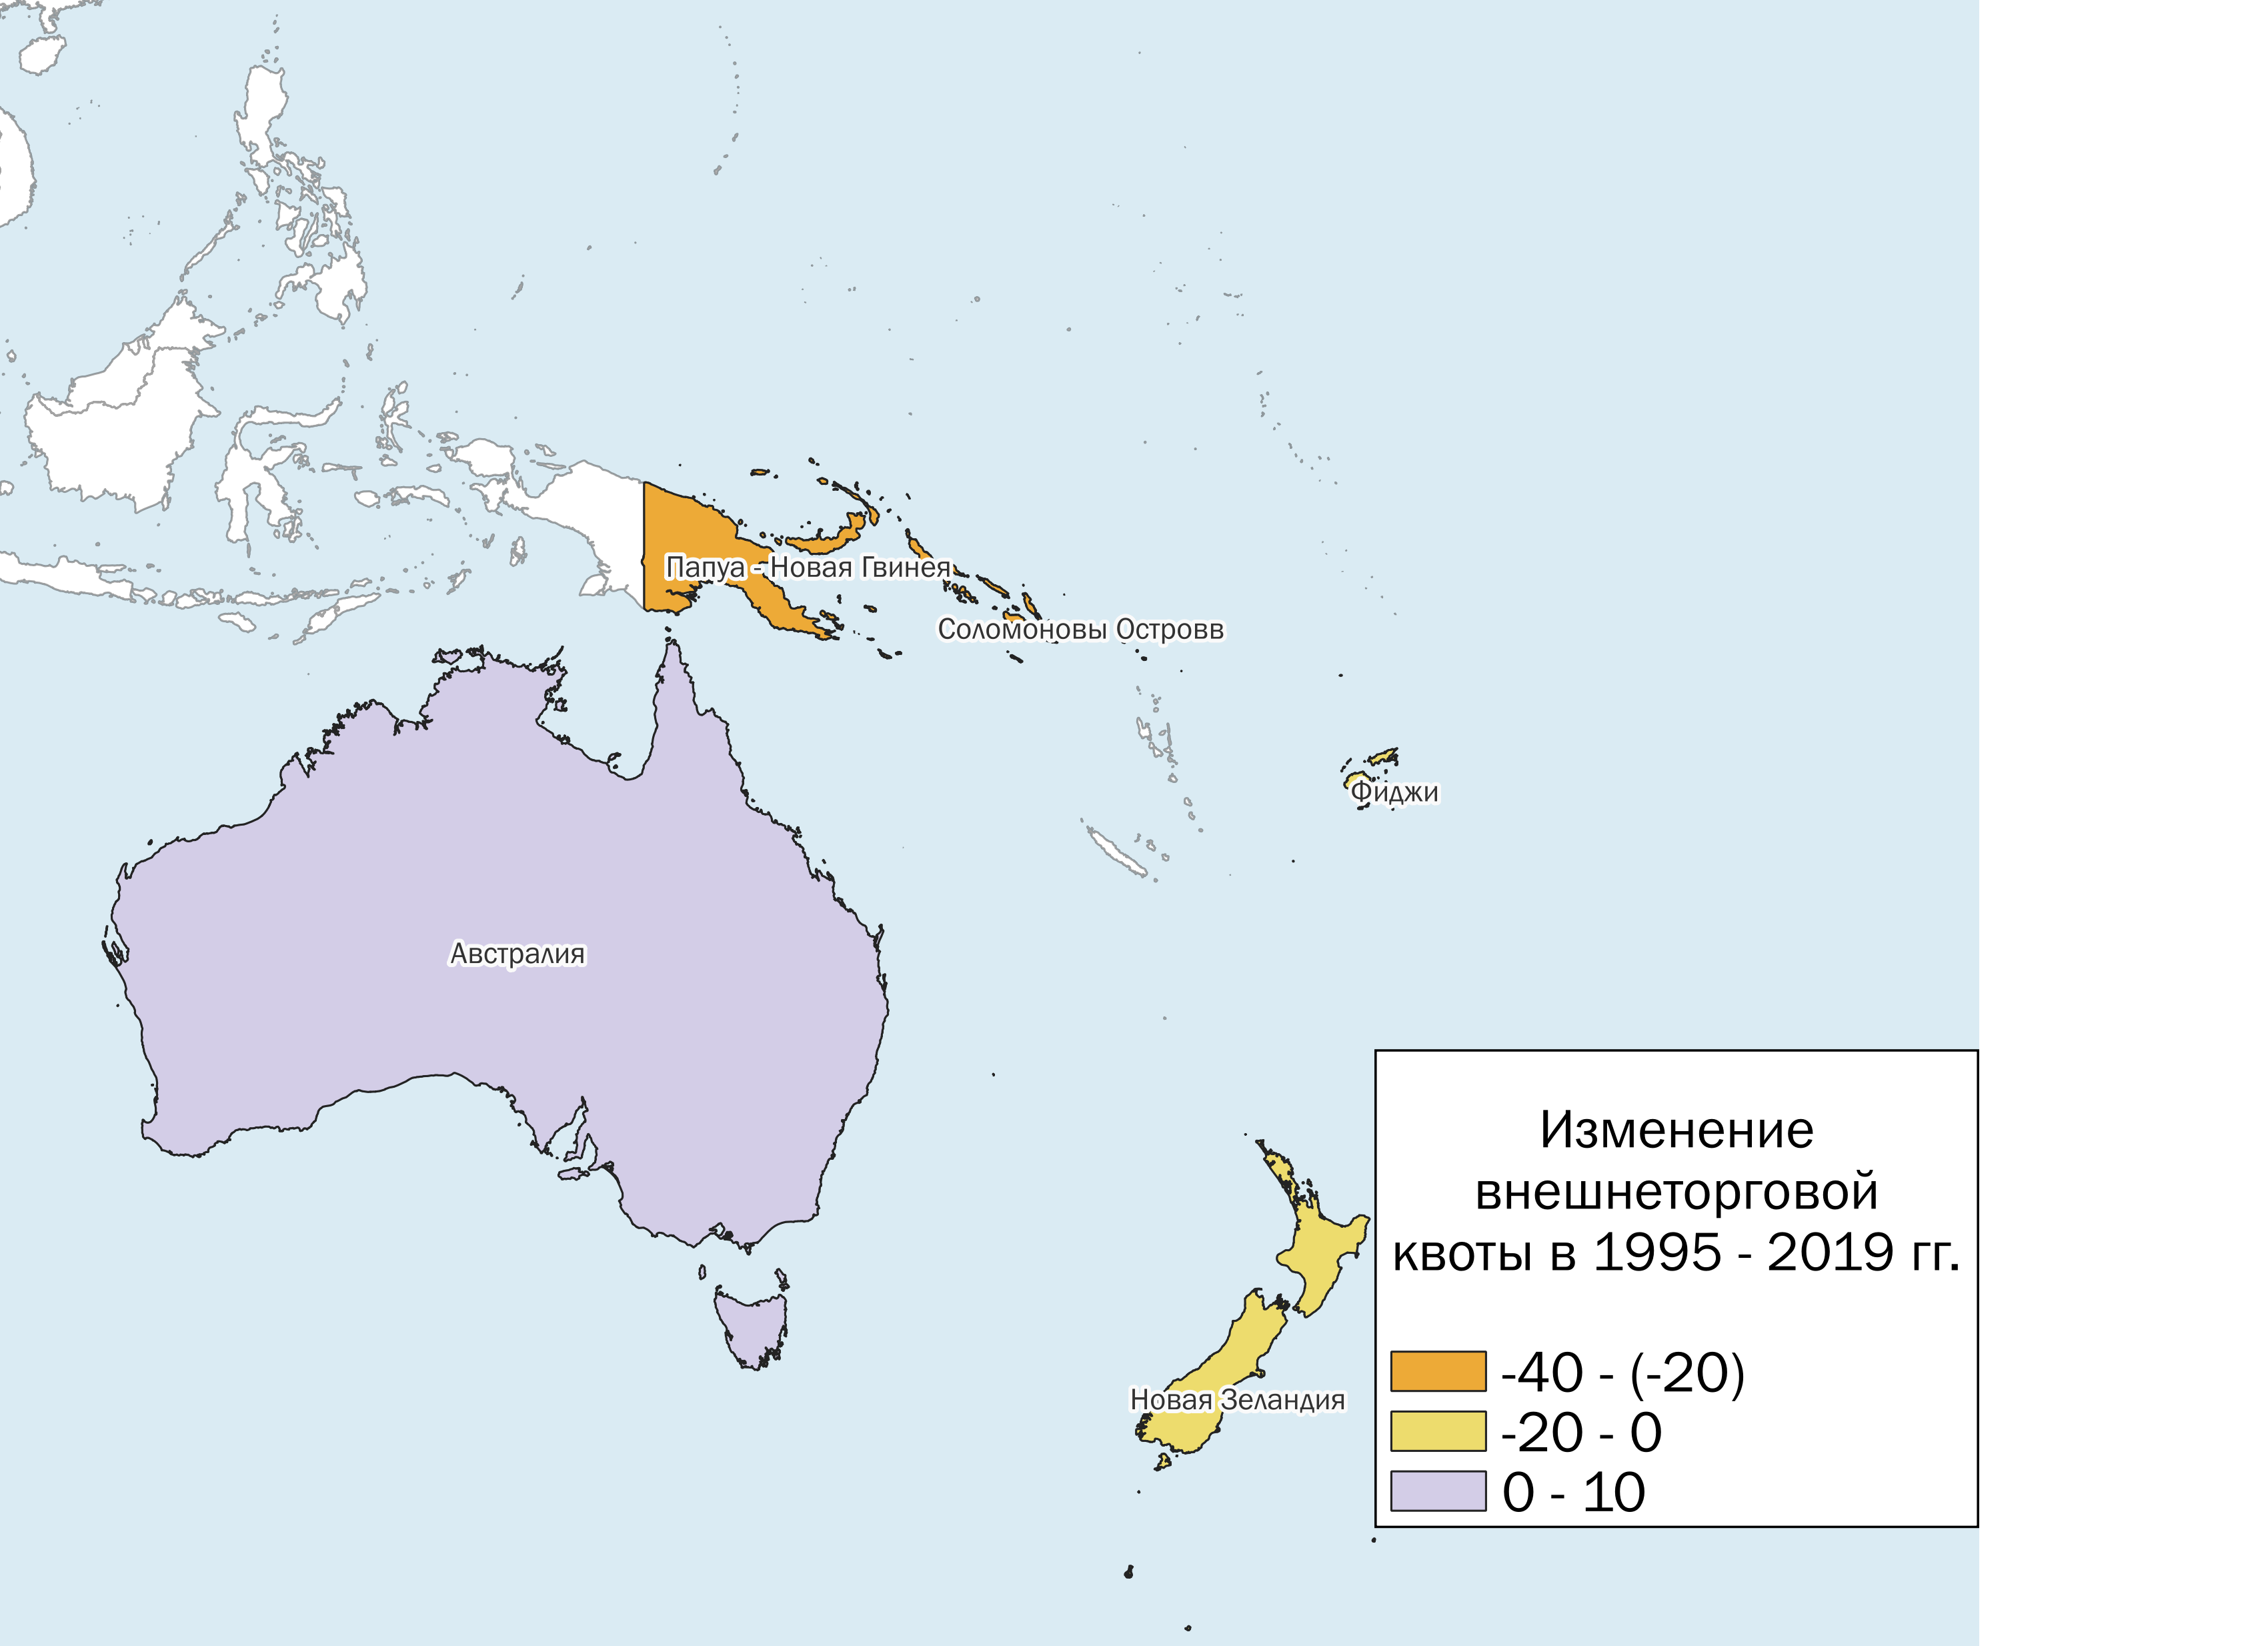 Папуа - Новая Гвинея
Соломоновы Островв
Фиджи
Австралия
Новая Зеландия
Изменение
внешнеторговой
квоты в 1995 - 2019 гг.
-40 - (-20)
-20 - 0
0 - 10